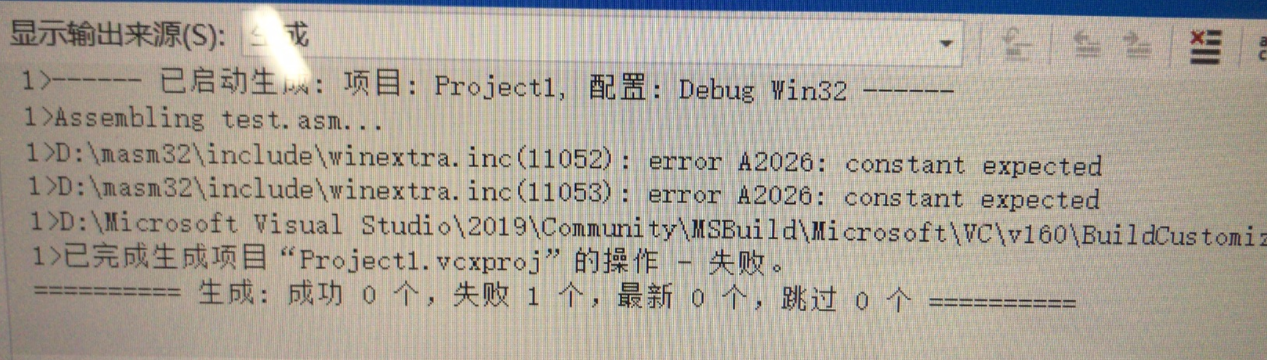 显示输出来源(S): 生成
1>------ 已启动生成: 项目: Project1, 配置: Debug Win32 ------
1>Assembling test.asm...
1>D:\masm32\include\winextra.inc(11052): error A2026: constant expected
1>D:\masm32\include\winextra.inc(11053): error A2026: constant expected
1>D:\Microsoft Visual Studio\2019\Community\MSBuild\Microsoft\VC\v160\BuildCustomiz
1>已完成生成项目“Project1.vcxproj”的操作 - 失败。
========== 生成: 成功 0 个，失败 1 个，最新 0 个，跳过 0 个 ==========